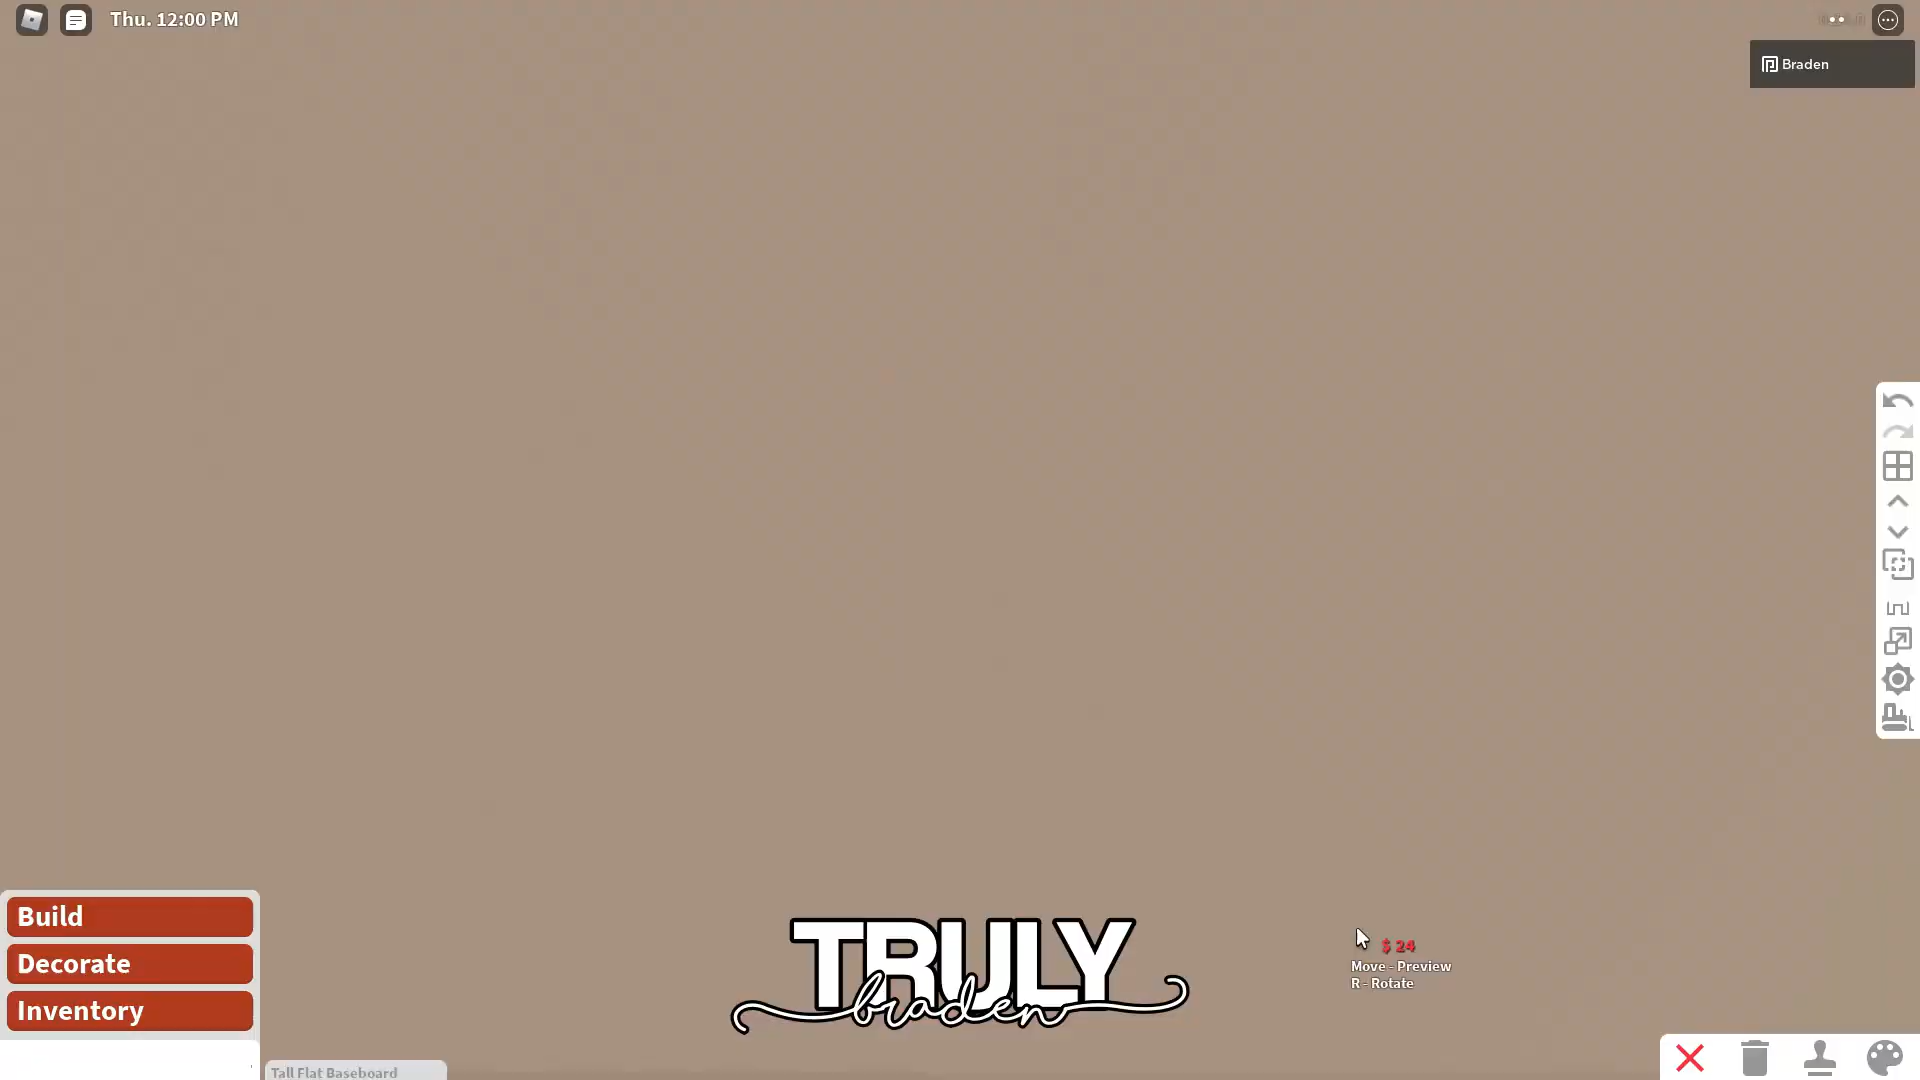 Thu. 12:00 PM
Braden
Build
Decorate
Inventory
TRULY
braden
$ 24
Move - Preview
R - Rotate
Tall Flat Baseboard